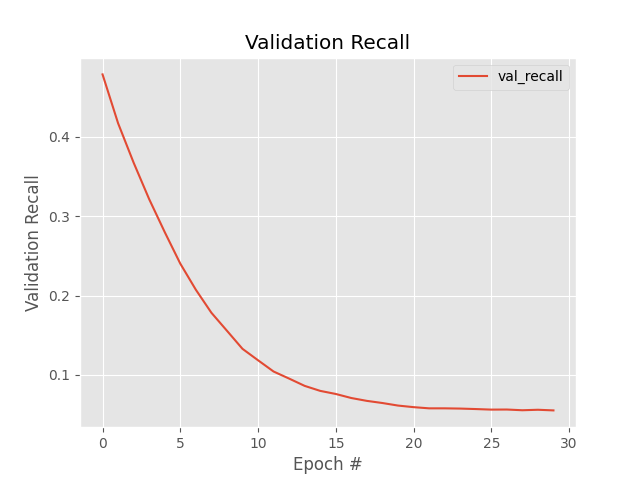 Validation Recall
val_recall
Validation Recall
0.4
0.3
0.2
0.1
0 5 10 15 20 25 30
Epoch #